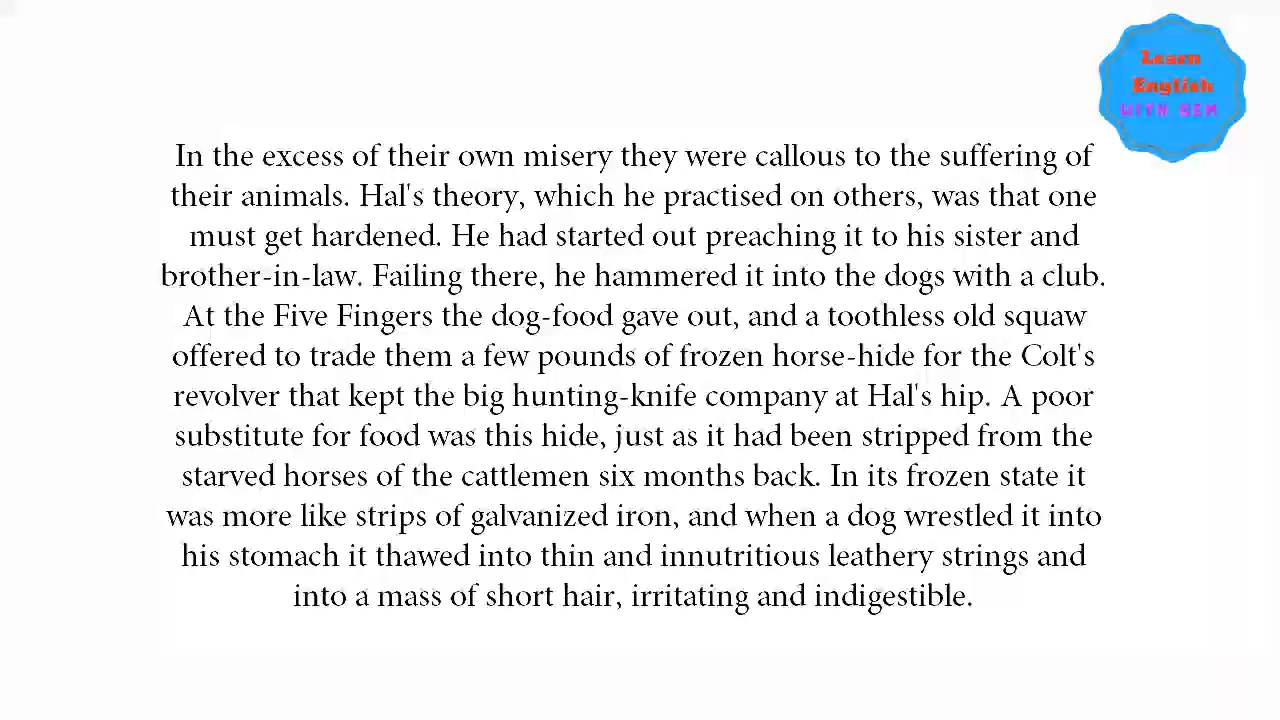 Learn
English
WITH GEM
In the excess of their own misery they were callous to the suffering of
their animals. Hal's theory, which he practised on others, was that one
must get hardened. He had started out preaching it to his sister and
brother-in-law. Failing there, he hammered it into the dogs with a club.
At the Five Fingers the dog-food gave out, and a toothless old squaw
offered to trade them a few pounds of frozen horse-hide for the Colt's
revolver that kept the big hunting-knife company at Hal's hip. A poor
substitute for food was this hide, just as it had been stripped from the
starved horses of the cattlemen six months back. In its frozen state it
was more like strips of galvanized iron, and when a dog wrestled it into
his stomach it thawed into thin and innutritious leathery strings and
into a mass of short hair, irritating and indigestible.